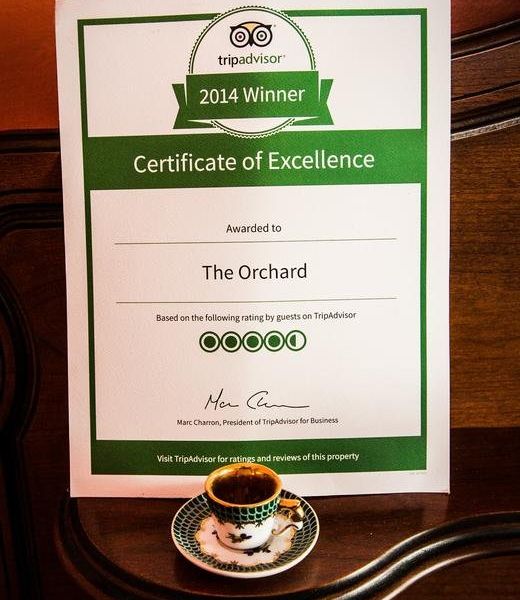 tripadvisor®
2014 Winner
Certificate of Excellence
Awarded to
The Orchard
Based on the following rating by guests on TripAdvisor
Marc Charron, President of TripAdvisor for Business
Visit TripAdvisor for ratings and reviews of this property